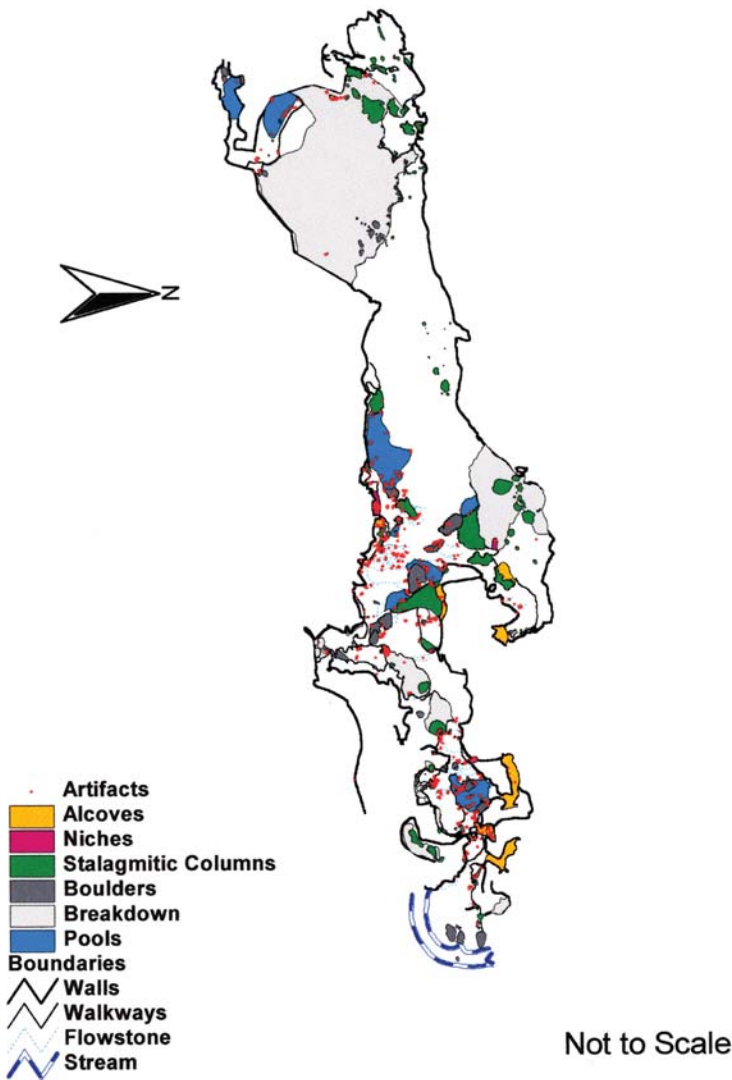 N
Artifacts
Alcoves
Niches
Stalagmitic Columns
Boulders
Breakdown
Pools
Boundaries
Walls
Walkways
Flowstone
Stream
Not to Scale